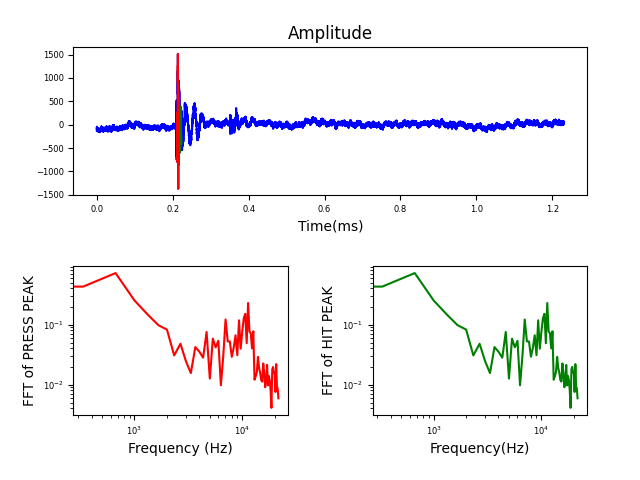 Amplitude
1500
1000
500
0
−500
−1000
−1500
0.0 0.2 0.4 0.6 0.8 1.0 1.2
Time(ms)
FFT of PRESS PEAK
10⁻¹
10⁻²
10³ 10⁴
Frequency (Hz)
FFT of HIT PEAK
10⁻¹
10⁻²
10³ 10⁴
Frequency(Hz)